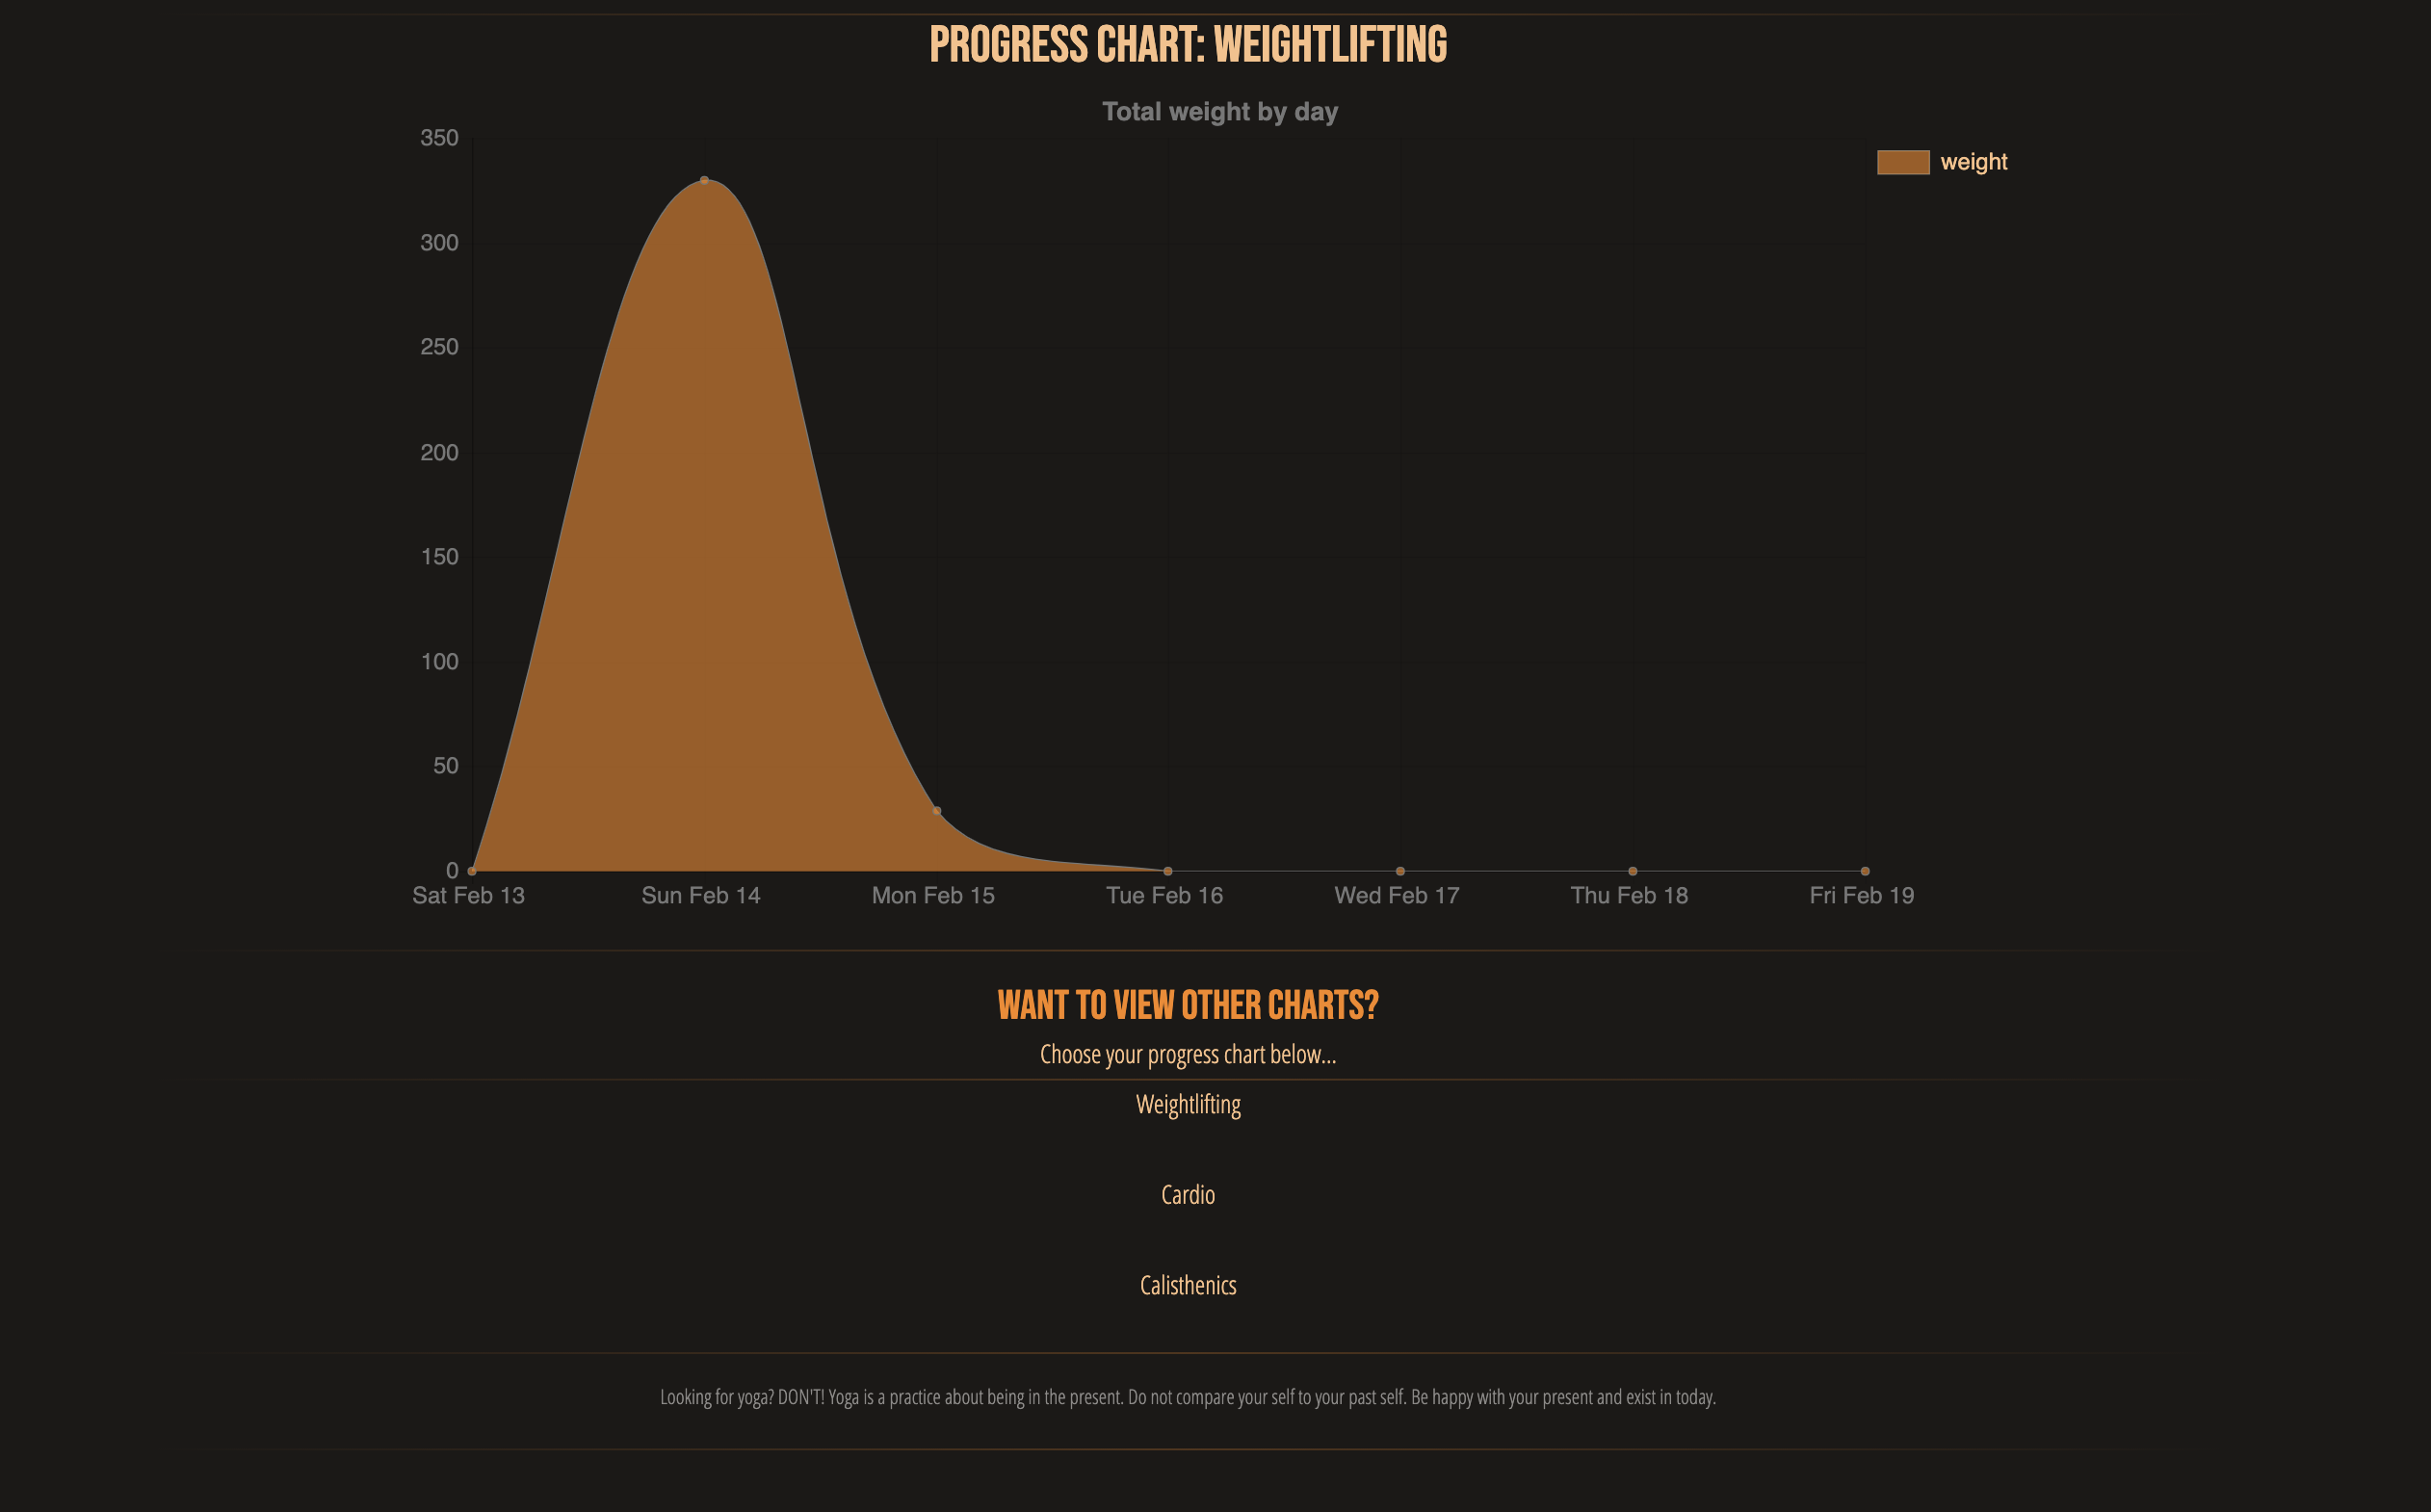 PROGRESS CHART: WEIGHTLIFTING
Total weight by day
weight
350
300
250
200
150
100
50
0
Sat Feb 13 Sun Feb 14 Mon Feb 15 Tue Feb 16 Wed Feb 17 Thu Feb 18 Fri Feb 19
WANT TO VIEW OTHER CHARTS?
Choose your progress chart below...
Weightlifting
Cardio
Calisthenics
Looking for yoga? DON'T! Yoga is a practice about being in the present. Do not compare your self to your past self. Be happy with your present and exist in today.